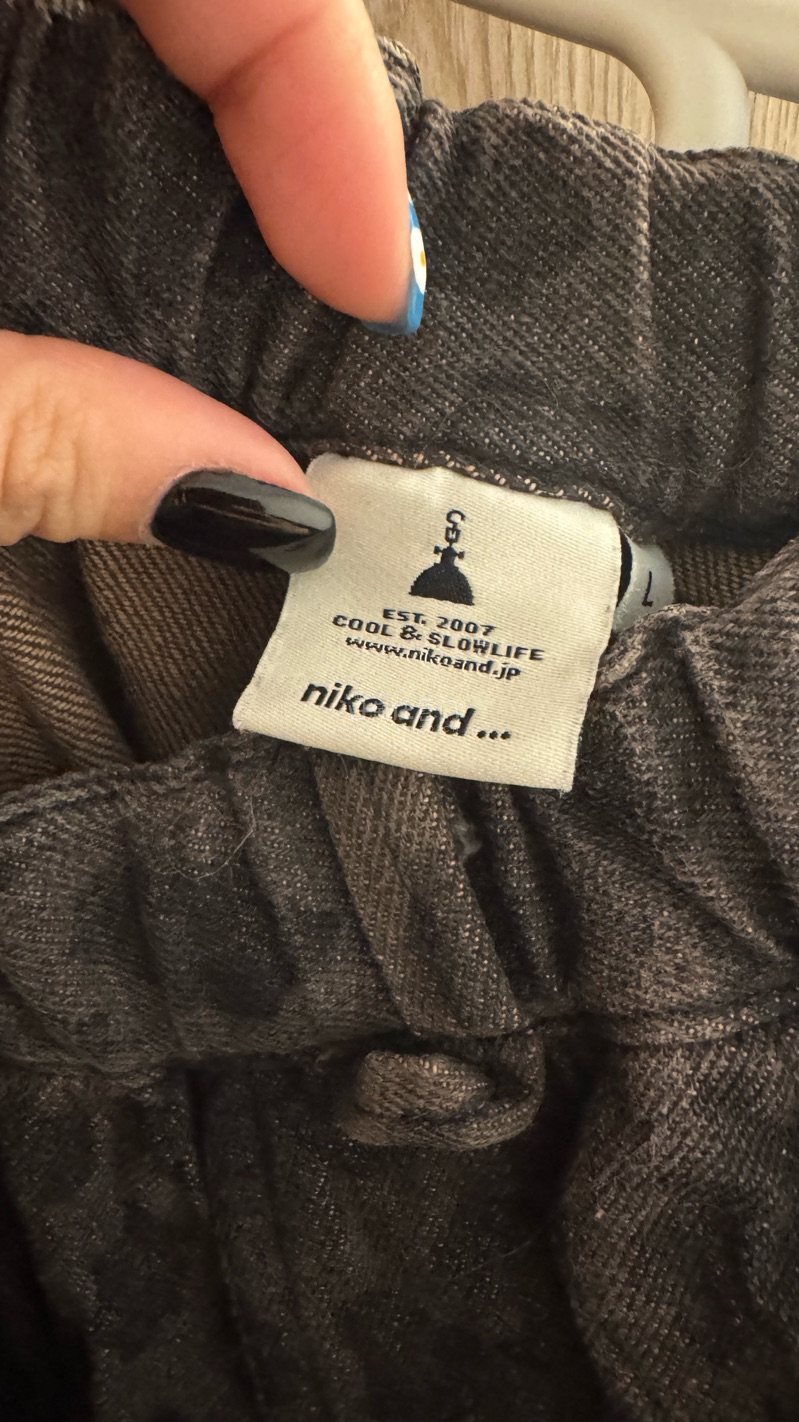 EST. 2007
COOL & SLOWLIFE
www.nikoand.jp
niko and ...
L